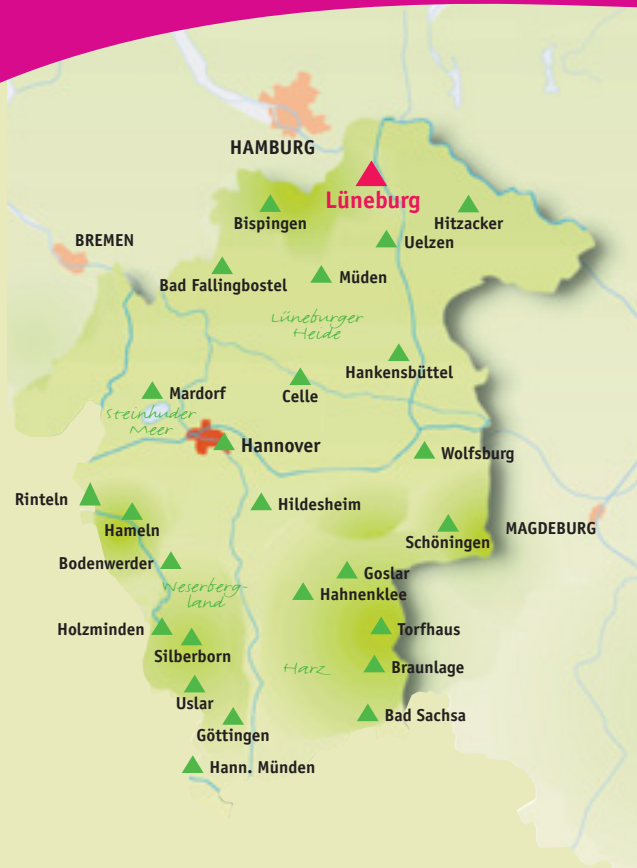 HAMBURG
Lüneburg
Bispingen
Hitzacker
BREMEN
Uelzen
Bad Fallingbostel
Müden
Lüneburger
Heide
Hankensbüttel
Mardorf
Celle
Steinhuder
Meer
Hannover
Wolfsburg
Rinteln
Hildesheim
Hameln
MAGDEBURG
Schöningen
Bodenwerder
Goslar
Weserberg-
land
Hahnenklee
Holzminden
Torfhaus
Silberborn
Harz
Braunlage
Uslar
Bad Sachsa
Göttingen
Hann. Münden